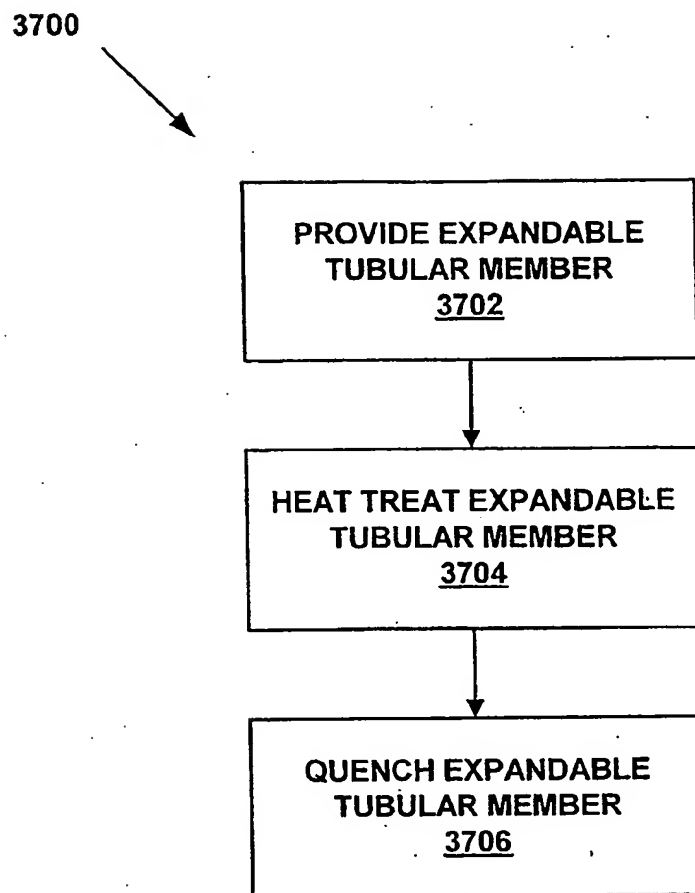 3700
PROVIDE EXPANDABLE
TUBULAR MEMBER
3702
HEAT TREAT EXPANDABLE
TUBULAR MEMBER
3704
QUENCH EXPANDABLE
TUBULAR MEMBER
3706